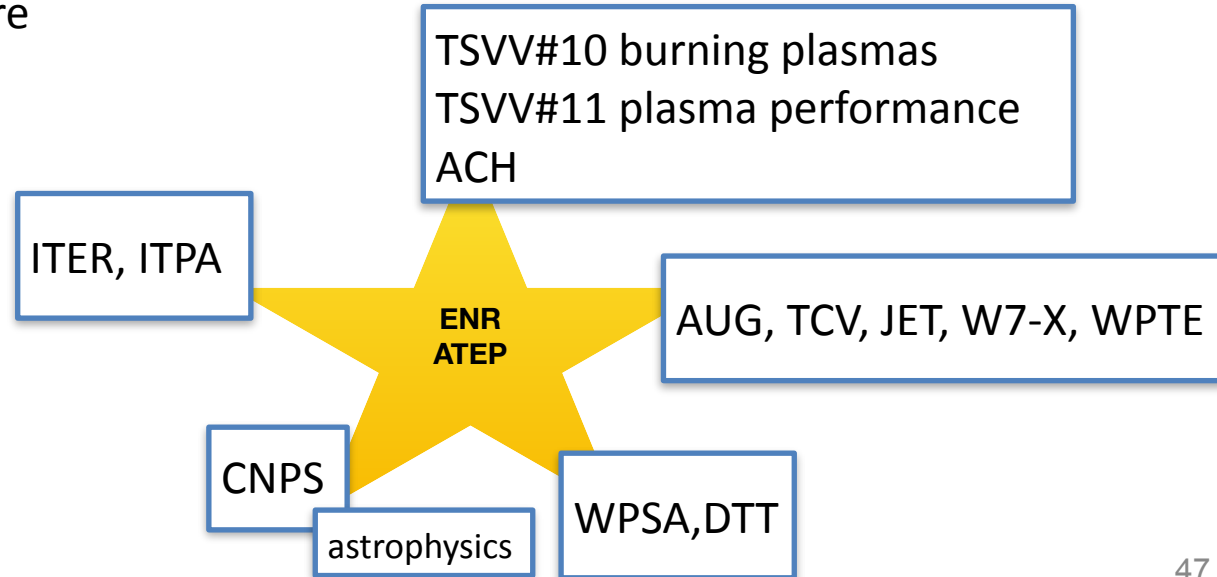 re
TSVV#10 burning plasmas
TSVV#11 plasma performance
ACH
ITER, ITPA
ENR
ATEP
AUG, TCV, JET, W7-X, WPTE
CNPS
astrophysics
WPSA,DTT
47